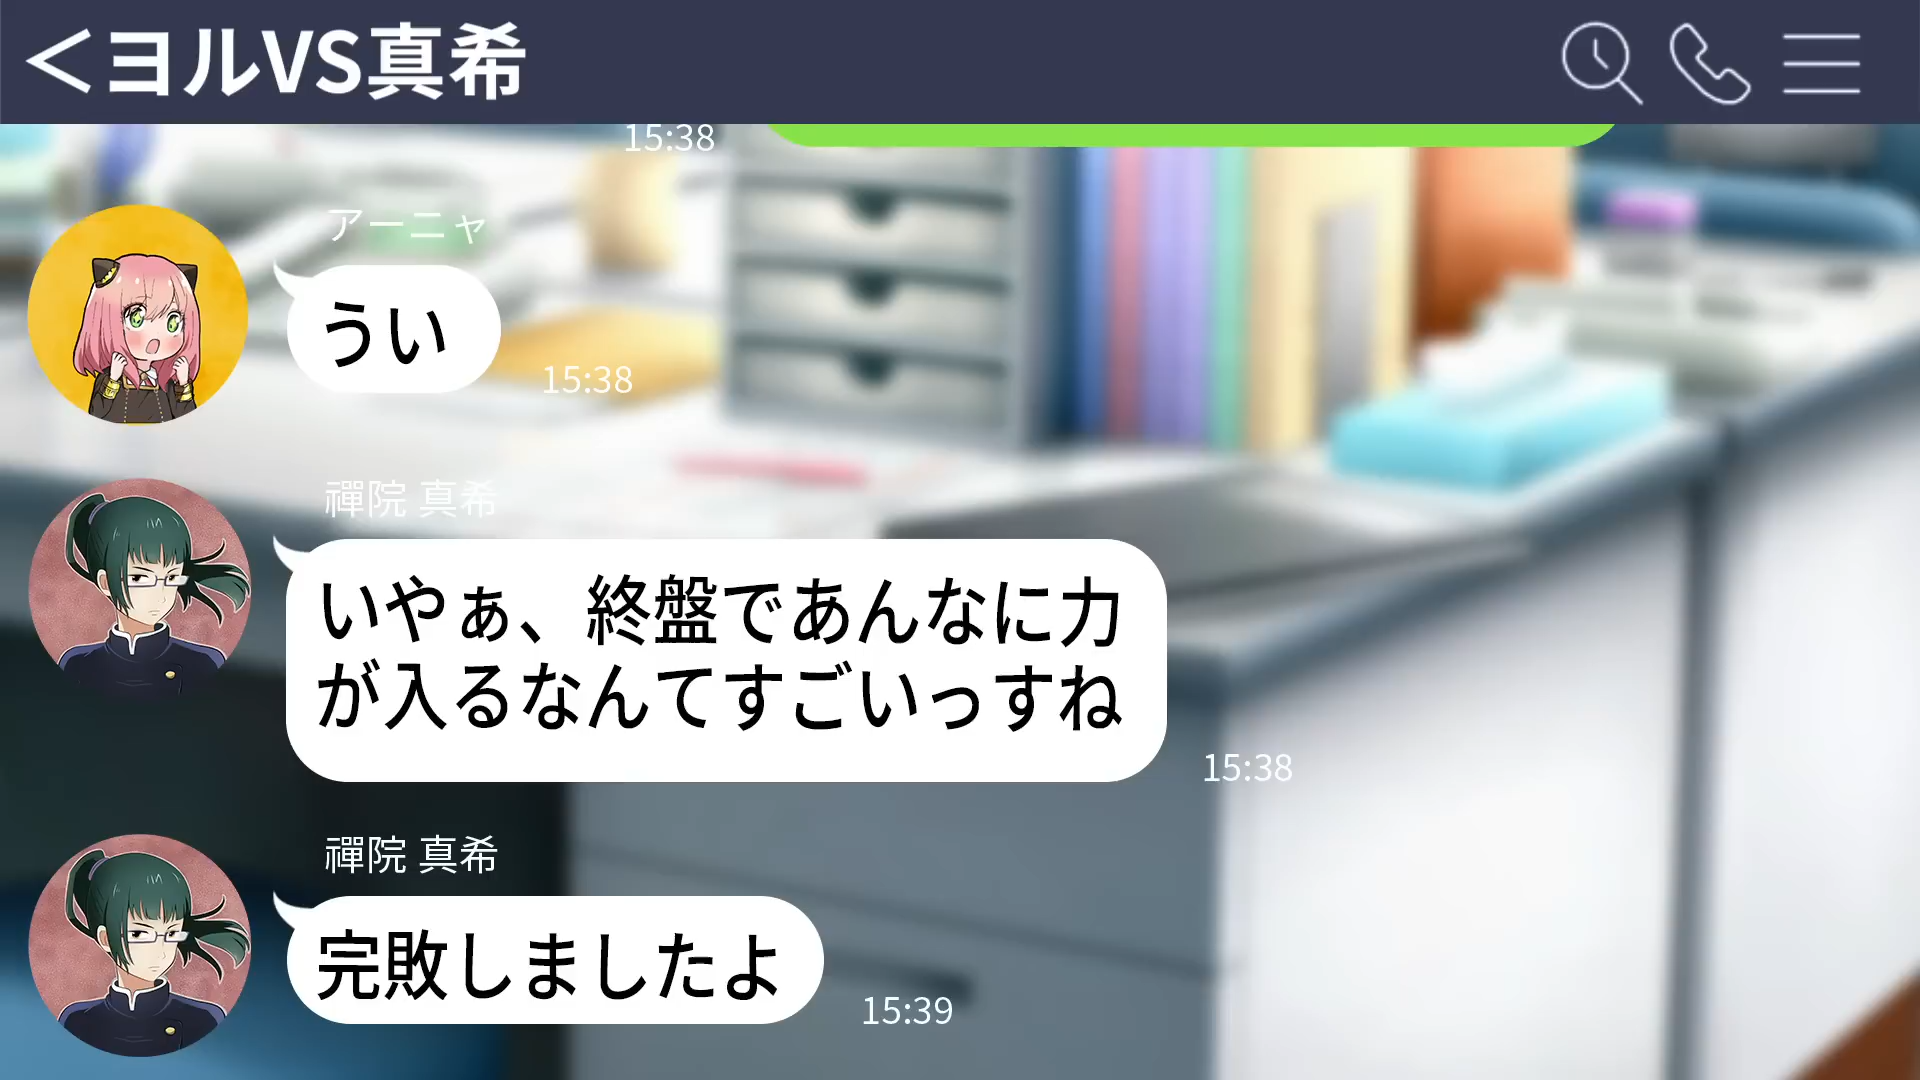 <ヨルVS真希
15:38
アーニャ
うい
15:38
禪院 真希
いやぁ、終盤であんなに力
が入るなんてすごいっすね
15:38
禪院 真希
完敗しましたよ
15:39